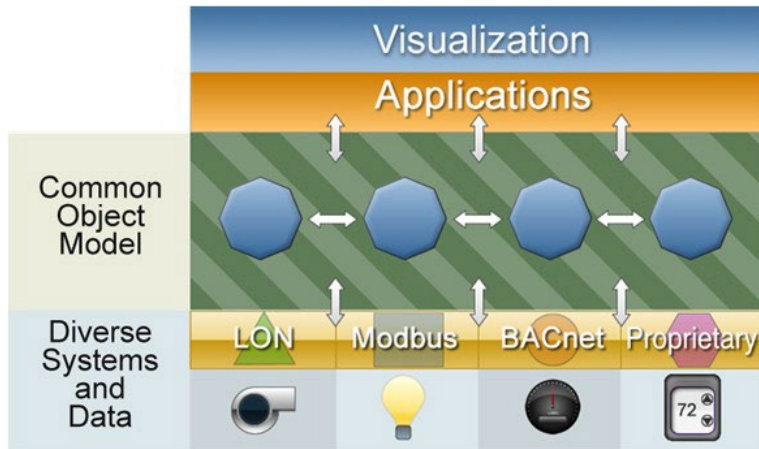 Visualization
Applications
Common
Object
Model
Diverse
Systems
and
Data
LON
Modbus
BACnet
Proprietary
72